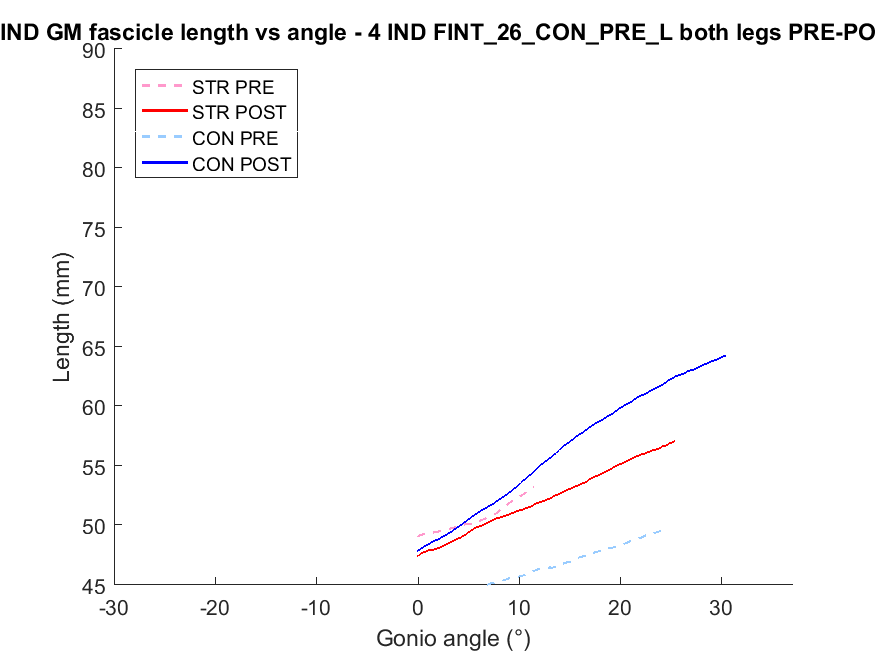 IND GM fascicle length vs angle - 4 IND FINT_26_CON_PRE_L both legs PRE-PO
90
85
80
75
70
65
60
55
50
45
Length (mm)
STR PRE
STR POST
CON PRE
CON POST
-30 -20 -10 0 10 20 30
Gonio angle (°)